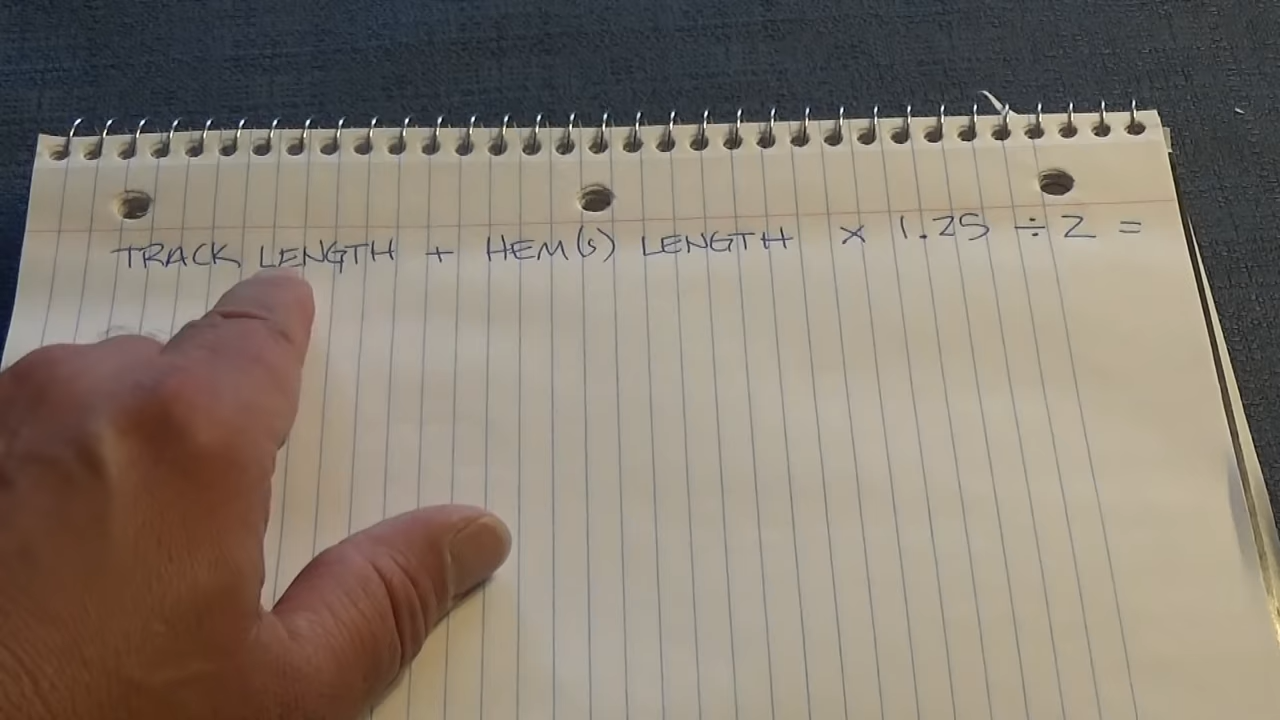 TRACK LENGTH + HEM(S) LENGTH × 1.25 ÷ 2 =